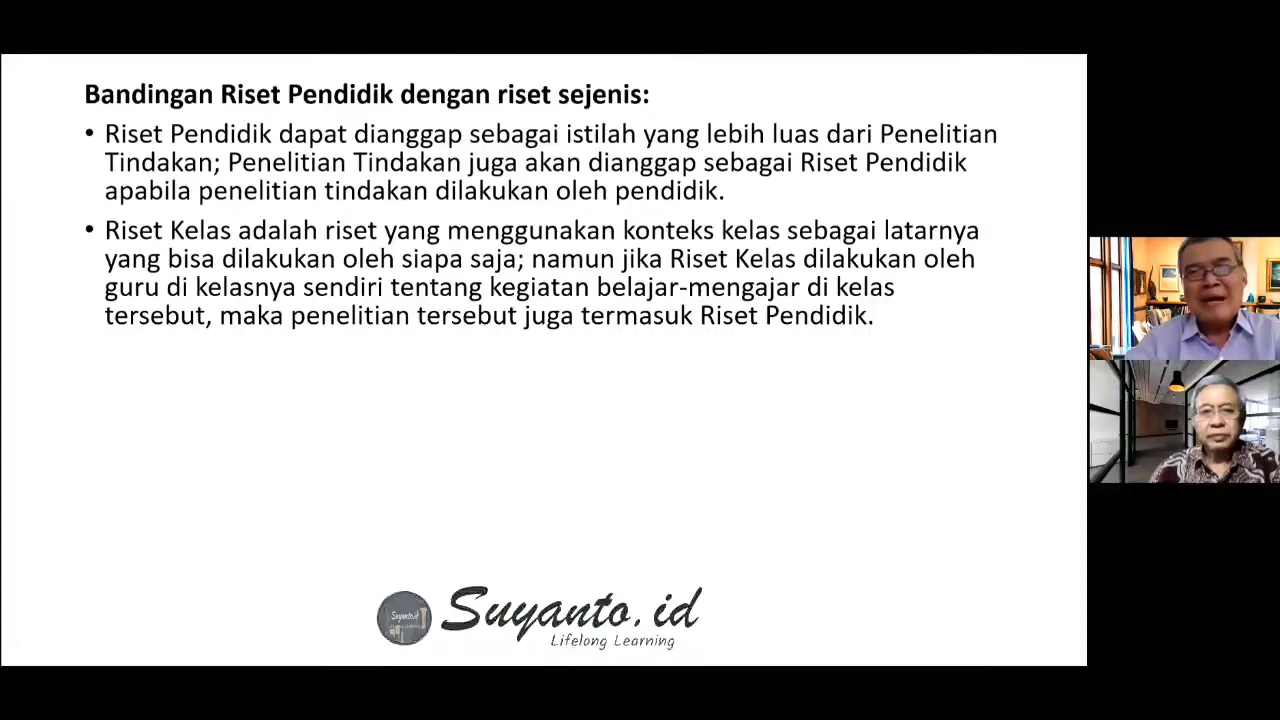 Bandingan Riset Pendidik dengan riset sejenis:
• Riset Pendidik dapat dianggap sebagai istilah yang lebih luas dari Penelitian
Tindakan; Penelitian Tindakan juga akan dianggap sebagai Riset Pendidik
apabila penelitian tindakan dilakukan oleh pendidik.
• Riset Kelas adalah riset yang menggunakan konteks kelas sebagai latarnya
yang bisa dilakukan oleh siapa saja; namun jika Riset Kelas dilakukan oleh
guru di kelasnya sendiri tentang kegiatan belajar-mengajar di kelas
tersebut, maka penelitian tersebut juga termasuk Riset Pendidik.
Suyanto.id
Suyanto.id
Lifelong Learning